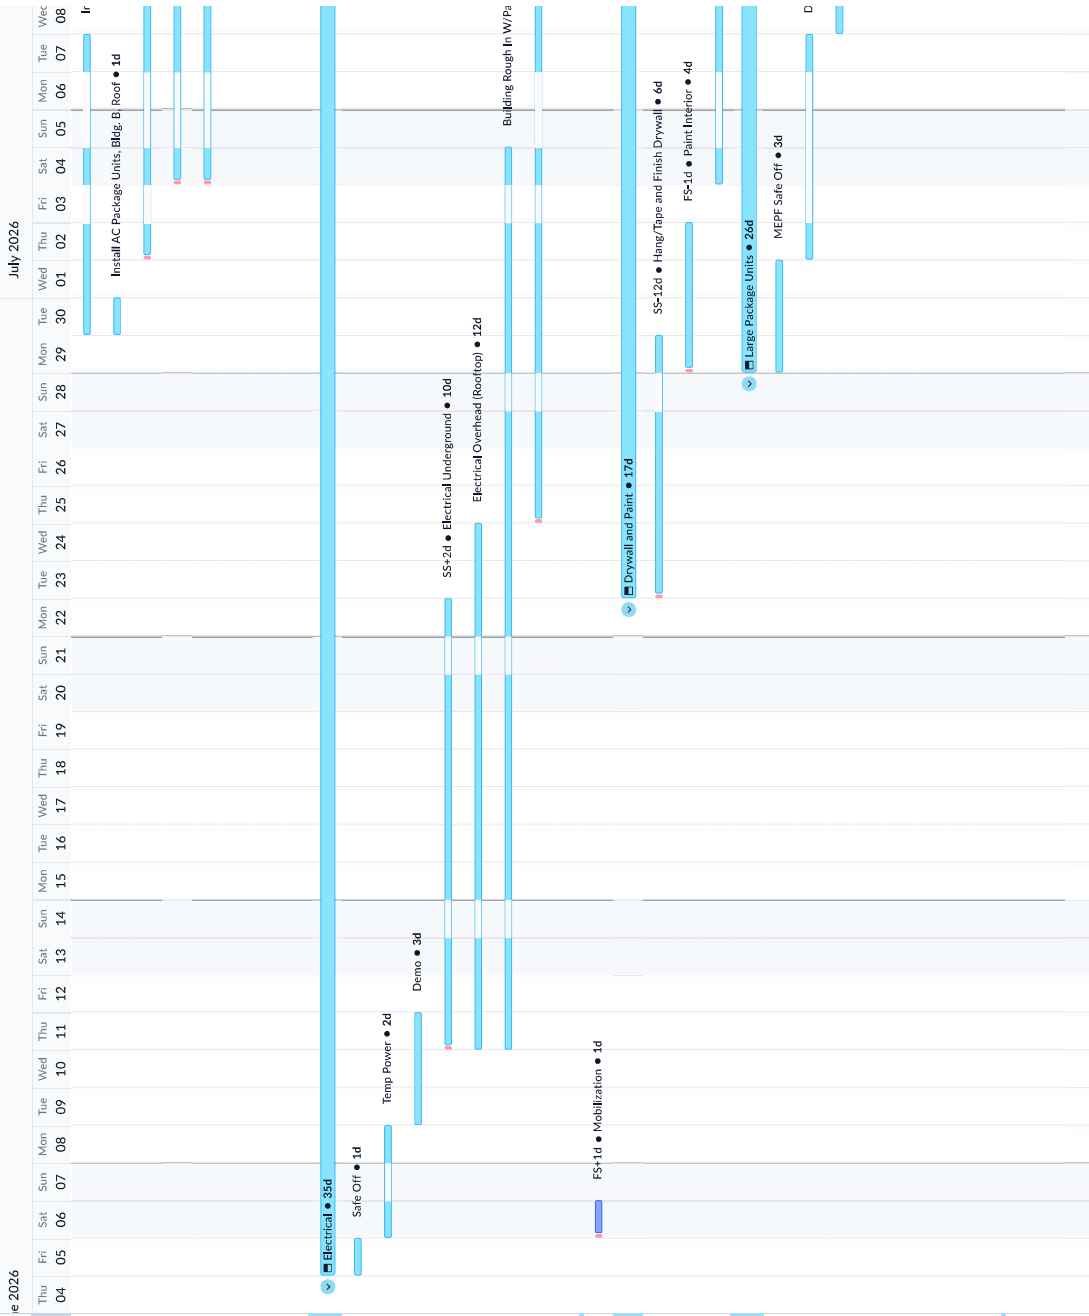 e 2026 July 2026
Thu Fri Sat Sun Mon Tue Wed Thu Fri Sat Sun Mon Tue Wed Thu Fri Sat Sun Mon Tue Wed Thu Fri Sat Sun Mon Tue Wed Thu Fri Sat Sun Mon Tue Wed
04 05 06 07 08 09 10 11 12 13 14 15 16 17 18 19 20 21 22 23 24 25 26 27 28 29 30 01 02 03 04 05 06 07 08
Install AC Package Units, Bldg. B, Roof ● 1d
Electrical ● 35d
Safe Off ● 1d
Temp Power ● 2d
Demo ● 3d
SS+2d ● Electrical Underground ● 10d
Electrical Overhead (Rooftop) ● 12d
Building Rough In W/Pa
FS+1d ● Mobilization ● 1d
Drywall and Paint ● 17d
SS-12d ● Hang/Tape and Finish Drywall ● 6d
FS-1d ● Paint Interior ● 4d
Large Package Units ● 26d
MEPF Safe Off ● 3d
D